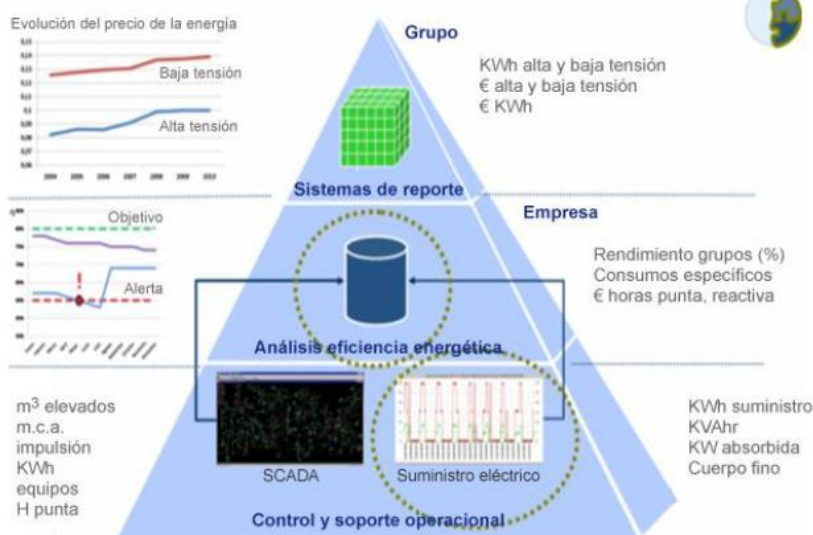 Evolución del precio de la energía
Baja tensión
Alta tensión
Grupo
KWh alta y baja tensión
€ alta y baja tensión
€ KWh
Sistemas de reporte
Objetivo
Alerta
Empresa
Rendimiento grupos (%)
Consumos específicos
€ horas punta, reactiva
Análisis eficiencia energética
m³ elevados
m.c.a.
impulsión
KWh
equipos
H punta
SCADA
Suministro eléctrico
KWh suministro
KVAhr
KW absorbida
Cuerpo fino
Control y soporte operacional